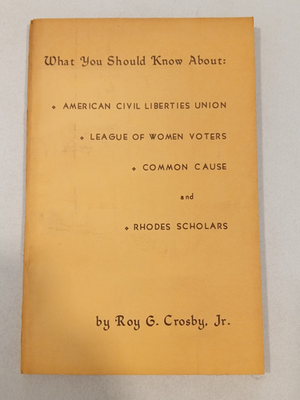 What You Should Know About:
• AMERICAN CIVIL LIBERTIES UNION
• LEAGUE OF WOMEN VOTERS
• COMMON CAUSE
and
• RHODES SCHOLARS
by Roy G. Crosby, Jr.